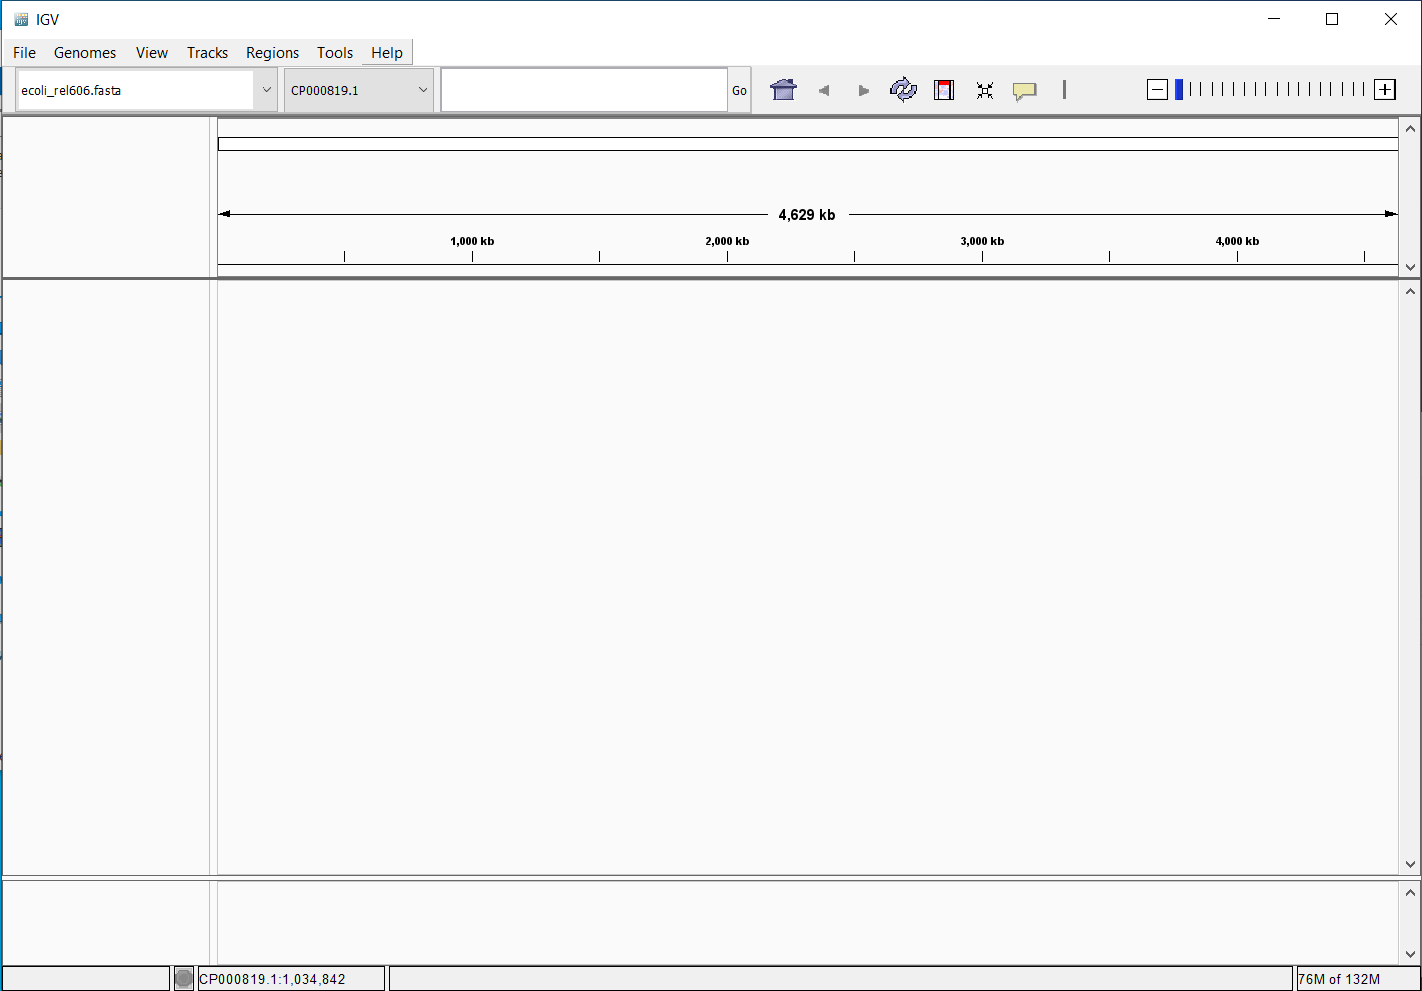 IGV
File Genomes View Tracks Regions Tools Help
ecoli_rel606.fasta CP000819.1 Go
4,629 kb
1,000 kb 2,000 kb 3,000 kb 4,000 kb
CP000819.1:1,034,842 76M of 132M